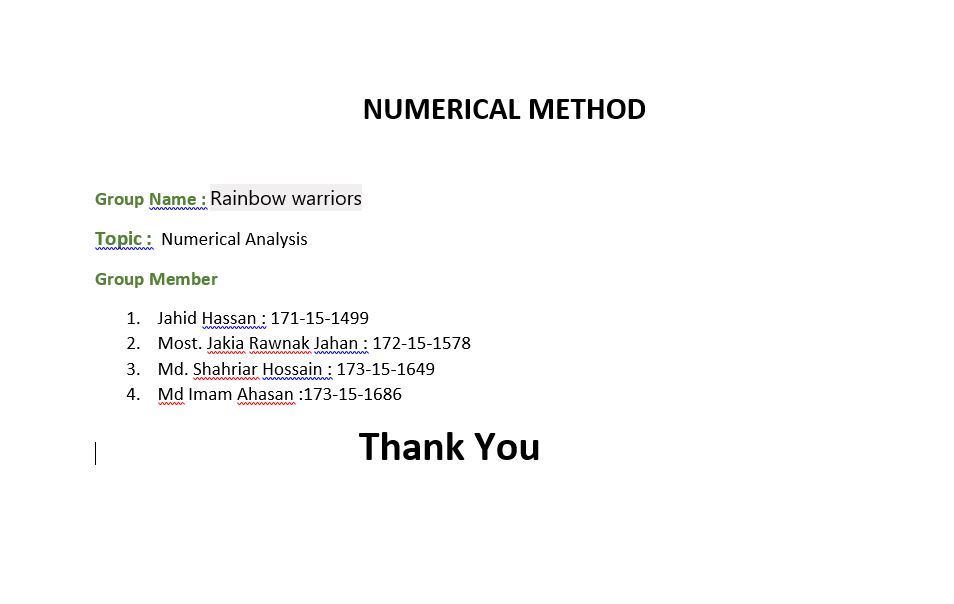 NUMERICAL METHOD
Group Name : Rainbow warriors
Topic : Numerical Analysis
Group Member
1. Jahid Hassan : 171-15-1499
2. Most. Jakia Rawnak Jahan : 172-15-1578
3. Md. Shahriar Hossain : 173-15-1649
4. Md Imam Ahasan :173-15-1686
Thank You